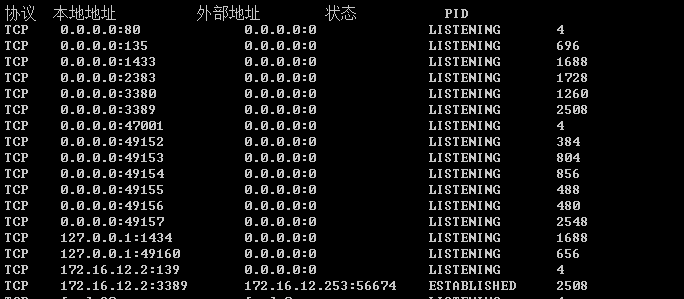 协议 本地地址 外部地址 状态 PID
TCP 0.0.0.0:80 0.0.0.0:0 LISTENING 4
TCP 0.0.0.0:135 0.0.0.0:0 LISTENING 696
TCP 0.0.0.0:1433 0.0.0.0:0 LISTENING 1688
TCP 0.0.0.0:2383 0.0.0.0:0 LISTENING 1728
TCP 0.0.0.0:3380 0.0.0.0:0 LISTENING 1260
TCP 0.0.0.0:3389 0.0.0.0:0 LISTENING 2508
TCP 0.0.0.0:47001 0.0.0.0:0 LISTENING 4
TCP 0.0.0.0:49152 0.0.0.0:0 LISTENING 384
TCP 0.0.0.0:49153 0.0.0.0:0 LISTENING 804
TCP 0.0.0.0:49154 0.0.0.0:0 LISTENING 856
TCP 0.0.0.0:49155 0.0.0.0:0 LISTENING 488
TCP 0.0.0.0:49156 0.0.0.0:0 LISTENING 480
TCP 0.0.0.0:49157 0.0.0.0:0 LISTENING 2548
TCP 127.0.0.1:1434 0.0.0.0:0 LISTENING 1688
TCP 127.0.0.1:49160 0.0.0.0:0 LISTENING 656
TCP 172.16.12.2:139 0.0.0.0:0 LISTENING 4
TCP 172.16.12.2:3389 172.16.12.253:56674 ESTABLISHED 2508